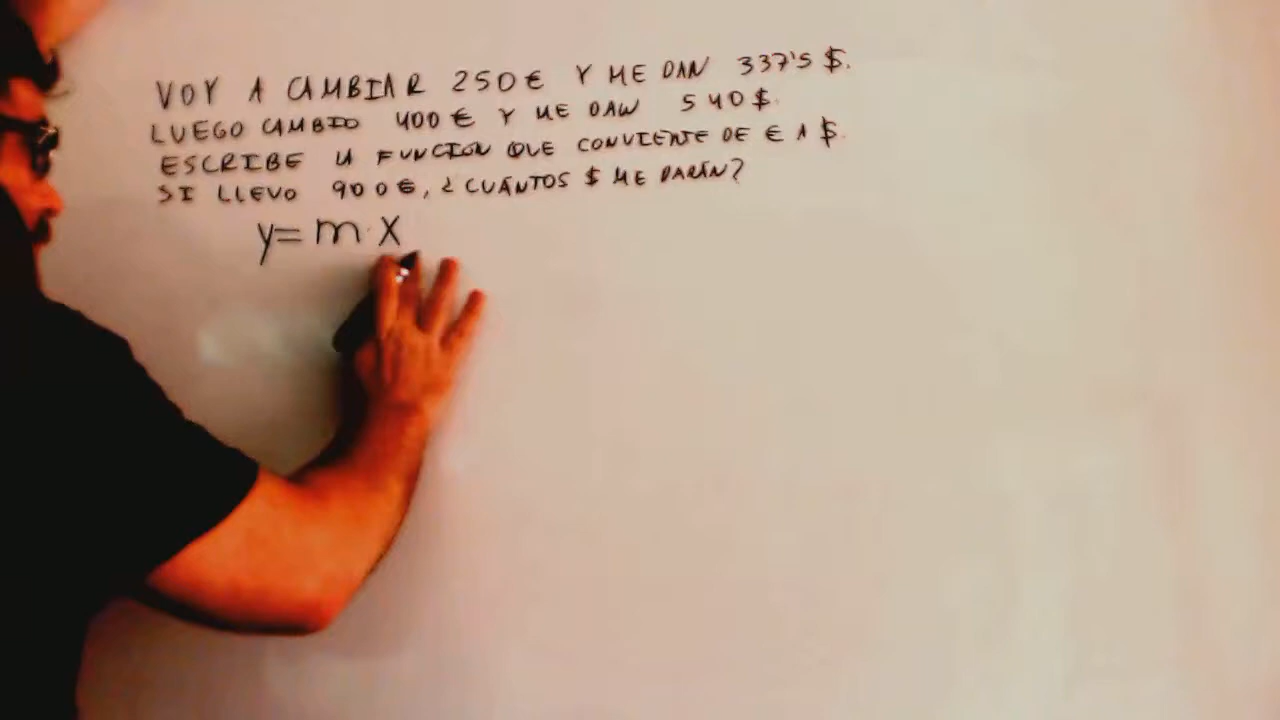 VOY A CAMBIAR 250€ Y ME DAN 337'5 $.
LUEGO CAMBIO 400€ Y ME DAN 540$.
ESCRIBE LA FUNCIÓN QUE CONVIERTE DE € A $.
SI LLEVO 900€, ¿CUÁNTOS $ ME DARÁN?
y=m·x